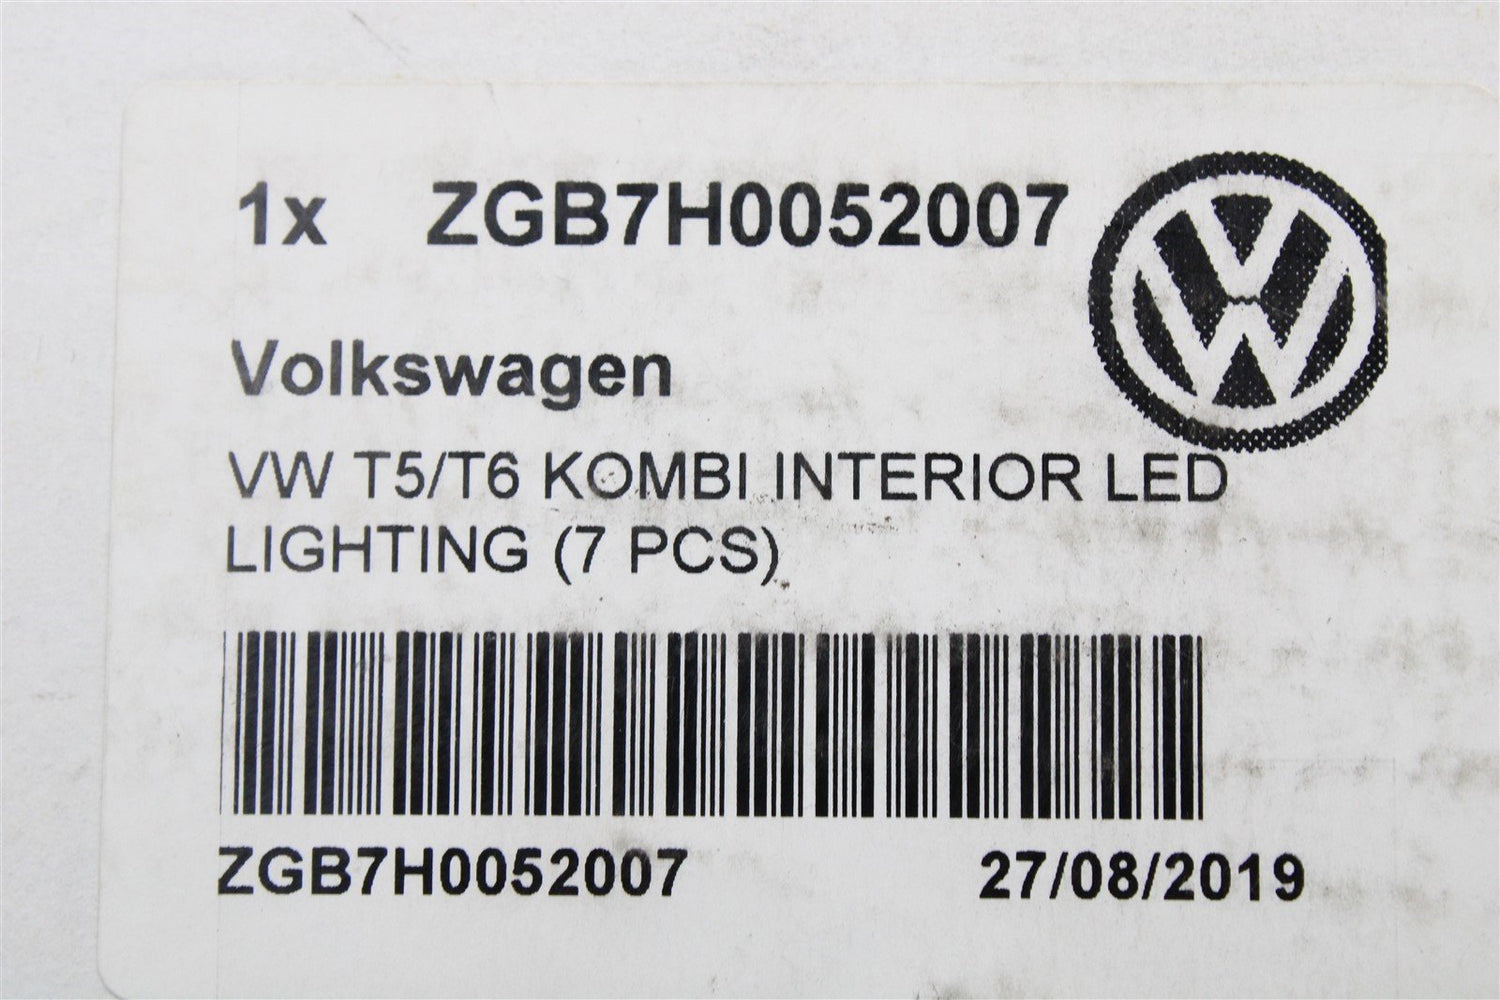 1x ZGB7H0052007
Volkswagen
VW T5/T6 KOMBI INTERIOR LED
LIGHTING (7 PCS)
ZGB7H0052007 27/08/2019